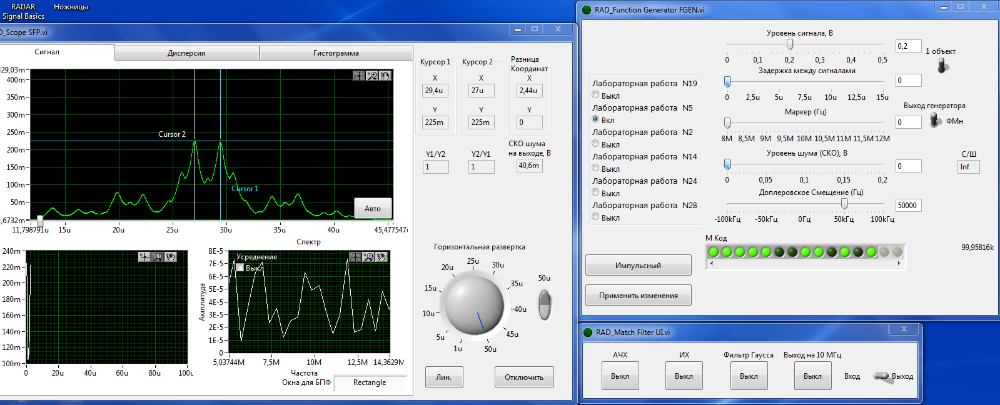 RADAR
Signal Basics
Ножницы
D_Scope SFP.vi
Сигнал
Дисперсия
Гистограмма
429,03m
400m
350m
300m
250m
200m
150m
100m
50m
,6732m
Cursor 2
Cursor 1
Авто
11,798791u 15u 20u 25u 30u 35u 40u 45,477547u
Курсор 1
X
29,4u
Y
225m
Курсор 2
X
27u
Y
225m
Разница
Координат
X
2,44u
Y
0
Y1/Y2
1
Y2/Y1
1
СКО шума
на выходе, В
40,6m
240m
220m
200m
180m
160m
140m
120m
100m
0 20u 40u 60u 80u 100u
Спектр
Амплитуда
8E-5
7E-5
6E-5
5E-5
4E-5
3E-5
2E-5
1E-5
0
Усреднение
Выкл
5,03744M 7,5M 10M 12,5M 14,3629M
Частота
Окна для БПФ
Rectangle
Горизонтальная развертка
1u
5u
10u
15u
20u
25u
30u
35u
40u
45u
50u
50u
Лин.
Отключить
RAD_Function Generator FGEN.vi
Лабораторная работа N19
Выкл
Лабораторная работа N5
Вкл
Лабораторная работа N2
Выкл
Лабораторная работа N14
Выкл
Лабораторная работа N24
Выкл
Лабораторная работа N28
Выкл
Уровень сигнала, В
0 0,1 0,2 0,3 0,4 0,5
0,2
1 объект
Задержка между сигналами
0 2,5u 5u 7,5u 10u 12,5u 15u
0
Маркер (Гц)
8M 8,5M 9M 9,5M 10M 10,5M 11M 11,5M 12M
0
Выход генератора
ФМн
Уровень шума (СКО), В
0 0,05 0,1 0,15 0,2
0
С/Ш
Inf
Доплеровское Смещение (Гц)
-100кГц -50кГц 0Гц 50кГц 100кГц
50000
М Код
99,95816k
Импульсный
Применить изменения
RAD_Match Filter UI.vi
АЧХ
Выкл
ИХ
Выкл
Фильтр Гаусса
Выкл
Выход на 10 МГц
Выкл
Вход
Выход